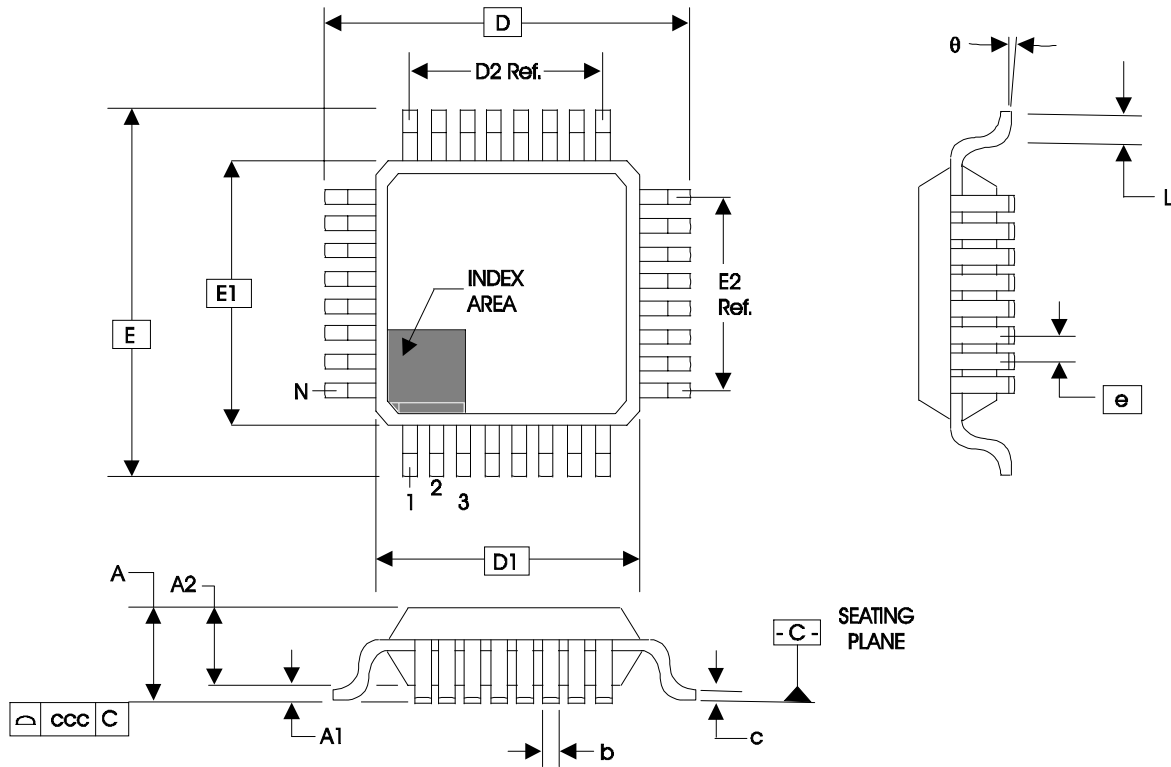 D
D2 Ref.
θ
L
E1
E
INDEX
AREA
E2
Ref.
N
e
1
2
3
D1
A
A2
- C -
SEATING
PLANE
ccc C
A1
b
c